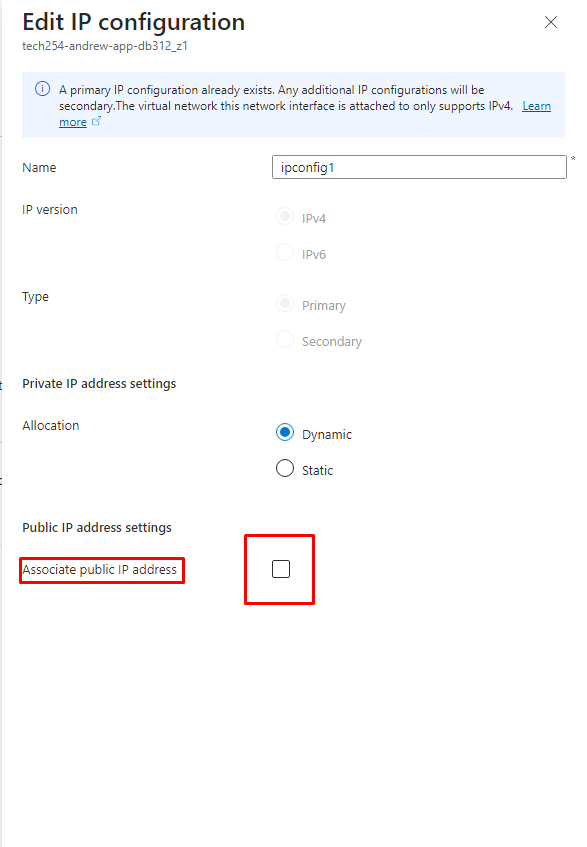 Edit IP configuration
tech254-andrew-app-db312_z1
A primary IP configuration already exists. Any additional IP configurations will be
secondary.The virtual network this network interface is attached to only supports IPv4. Learn
more
Name
ipconfig1
*
IP version
IPv4
IPv6
Type
Primary
Secondary
Private IP address settings
Allocation
Dynamic
Static
Public IP address settings
Associate public IP address